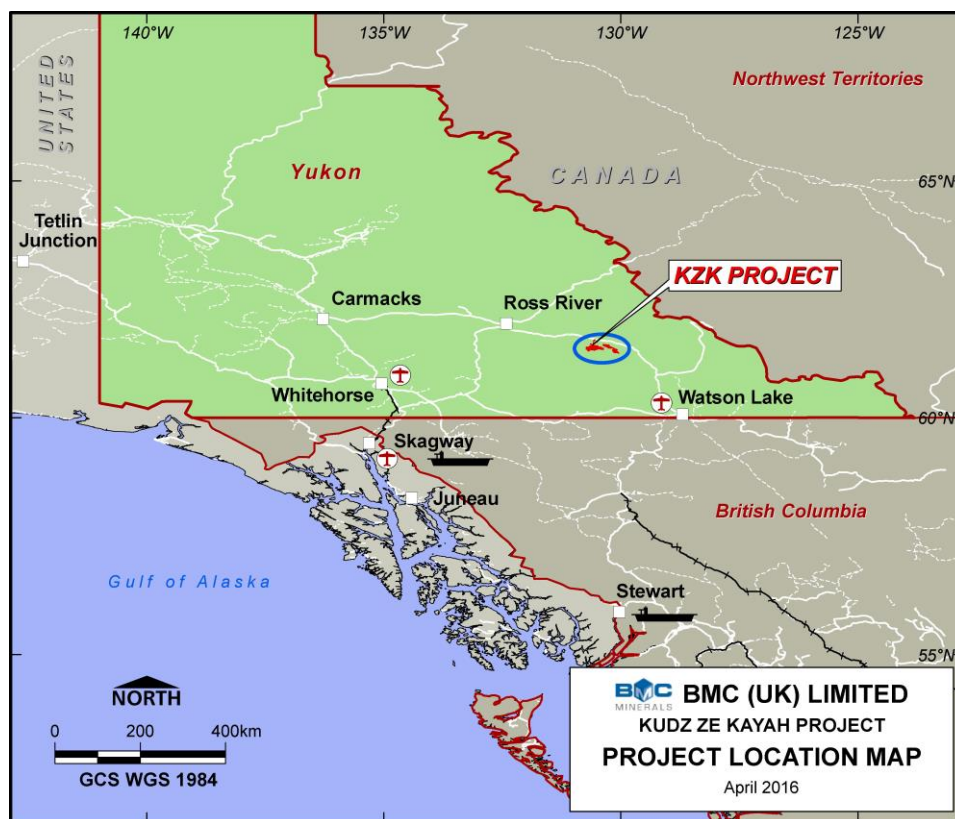 140°W
135°W
130°W
125°W
UNITED
STATES
Northwest Territories
Yukon
CANADA
65°N
Tetlin
Junction
KZK PROJECT
Carmacks
Ross River
Whitehorse
Watson Lake
60°N
Skagway
Juneau
British Columbia
Gulf of Alaska
Stewart
55°N
NORTH
0 200 400km
GCS WGS 1984
BMC
MINERALS
BMC (UK) LIMITED
KUDZ ZE KAYAH PROJECT
PROJECT LOCATION MAP
April 2016